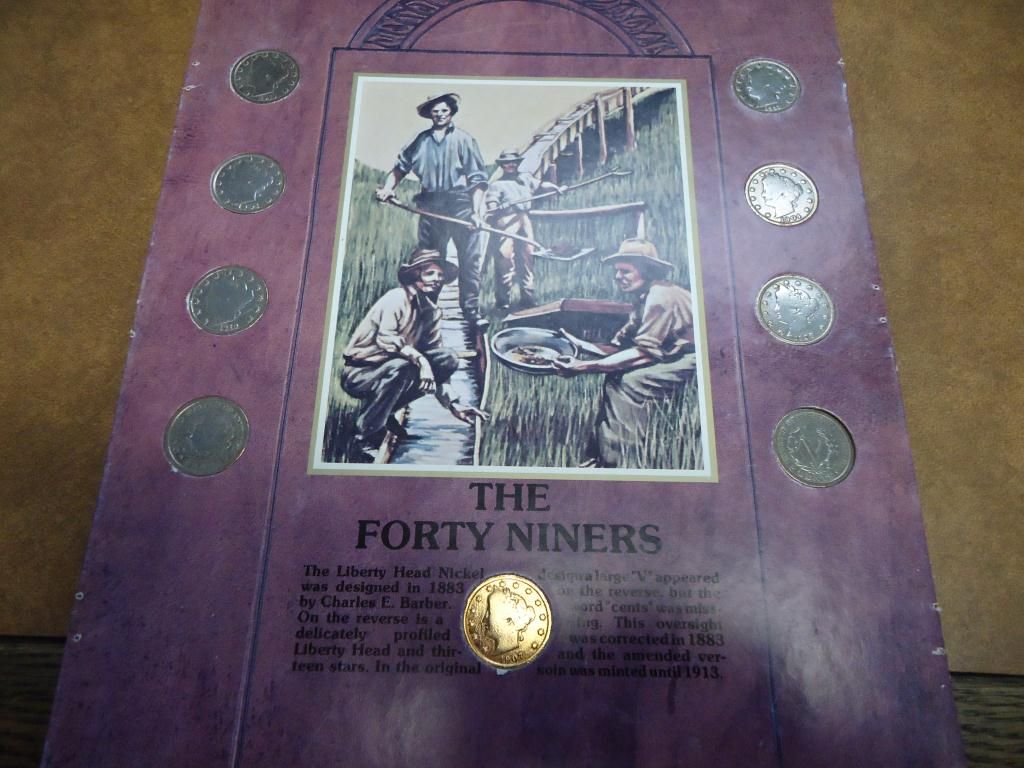 THE
FORTY NINERS
The Liberty Head Nickel
was designed in 1883
by Charles E. Barber.
On the reverse is a
delicately profiled
Liberty Head and thir-
teen stars. In the original
design a large "V" appeared
on the reverse, but the
word "cents" was miss-
ing. This oversight
was corrected in 1883
and the amended ver-
soin was minted until 1913.
V